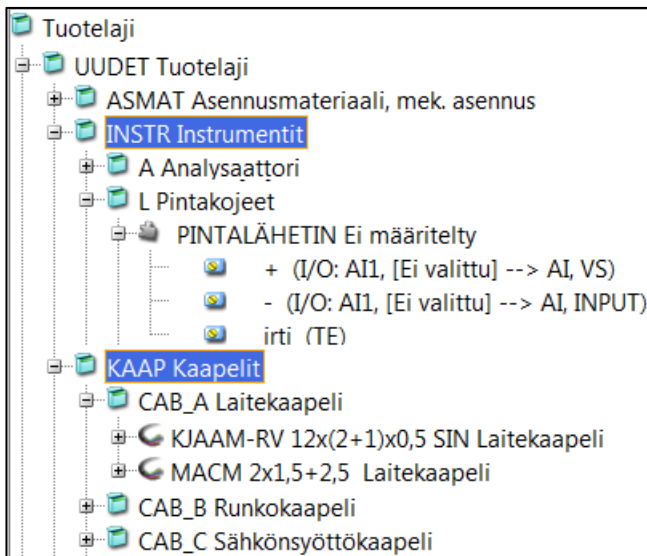 Tuotelaji
UUDET Tuotelaji
ASMAT Asennusmateriaali, mek. asennus
INSTR Instrumentit
A Analysaattori
L Pintakojeet
PINTALÄHETIN Ei määritelty
+ (I/O: AI1, [Ei valittu] --> AI, VS)
- (I/O: AI1, [Ei valittu] --> AI, INPUT)
irti (TE)
KAAP Kaapelit
CAB_A Laitekaapeli
KJAAM-RV 12x(2+1)x0,5 SIN Laitekaapeli
MACM 2x1,5+2,5 Laitekaapeli
CAB_B Runkokaapeli
CAB_C Sähkönsyöttökaapeli